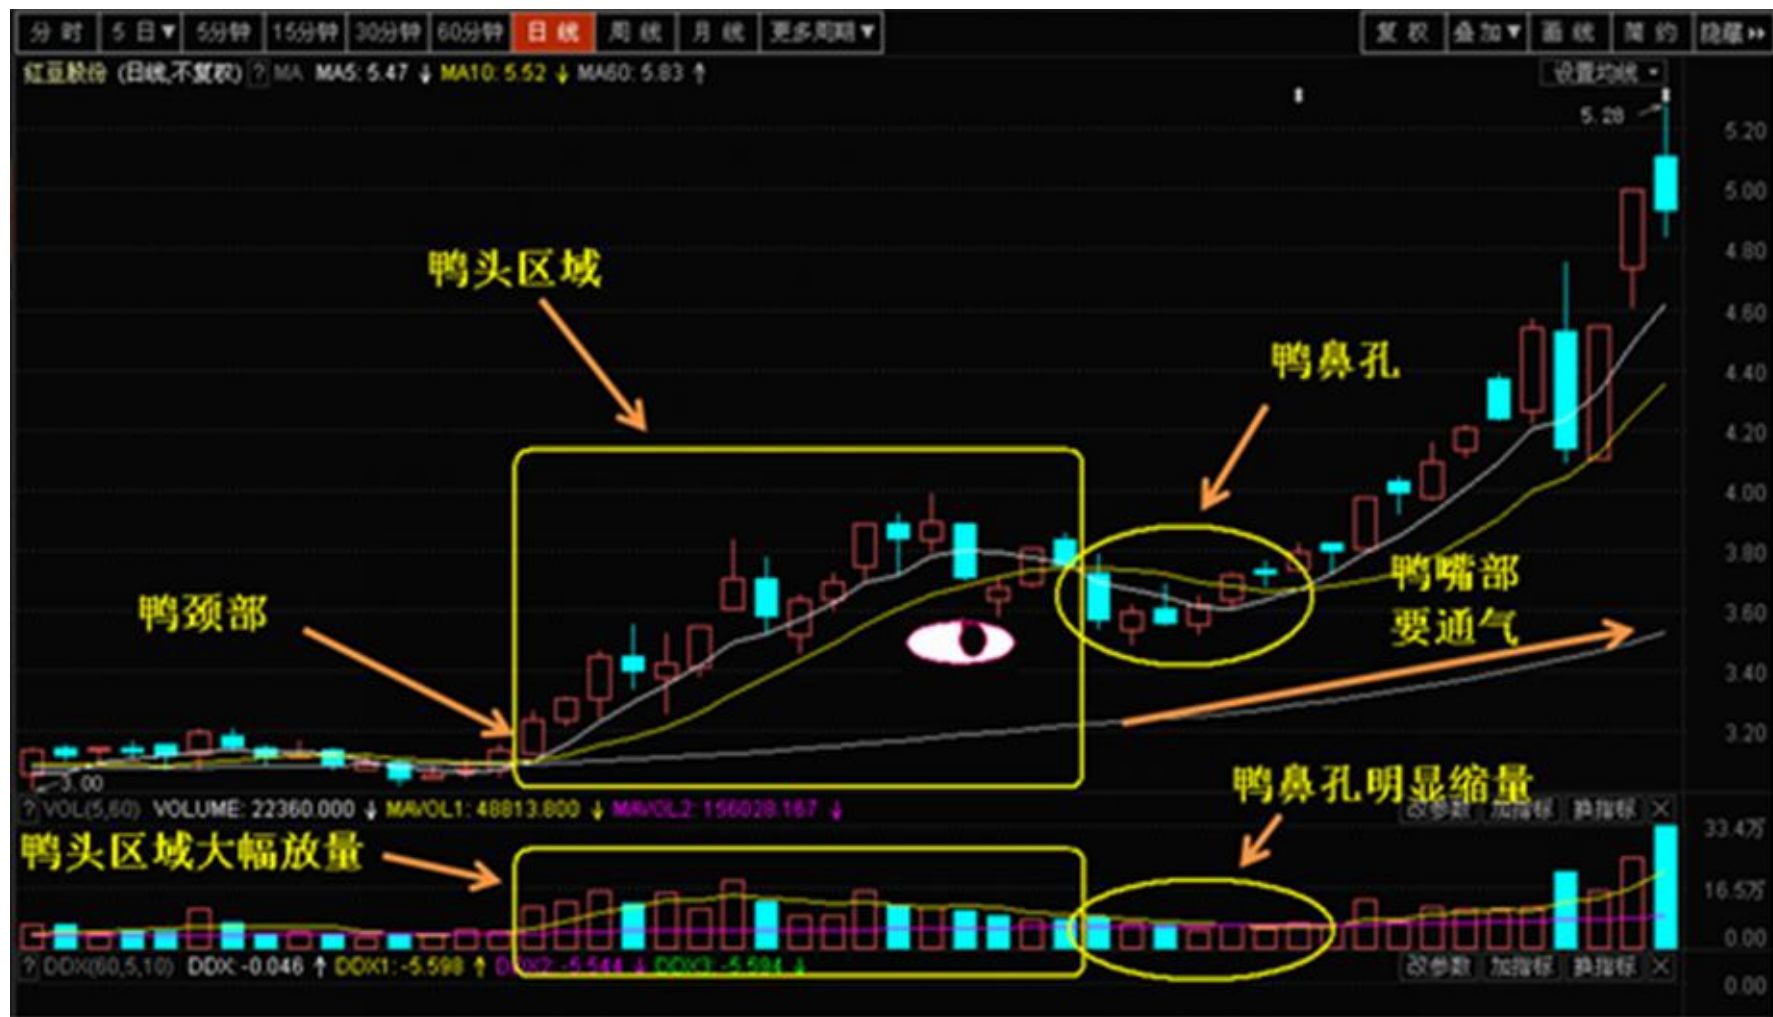 分时 5日▼ 5分钟 15分钟 30分钟 60分钟 日线 周线 月线 更多周期▼ 复权 叠加▼ 画线 简约 隐藏
红豆股份 (日线,不复权) ? MA MA5: 5.47 ↓ MA10: 5.52 ↓ MA60: 5.83 ↑ 设置均线
5.28
5.20
5.00
4.80
鸭头区域
4.60
鸭鼻孔
4.40
4.20
4.00
3.80
鸭嘴部
要通气
鸭颈部
3.60
3.40
3.20
3.00
鸭鼻孔明显缩量
? VOL(5,60) VOLUME: 22360.000 ↓ MAVOL1: 48813.800 ↓ MAVOL2: 156028.167 ↓ 改参数 加指标 换指标
33.4万
鸭头区域大幅放量
16.5万
0.00
? DDX(60,5,10) DDX: -0.046 ↑ DDX1: -5.598 ↑ DDX2: -5.544 ↓ DDX3: -5.594 ↓ 改参数 加指标 换指标
0.00